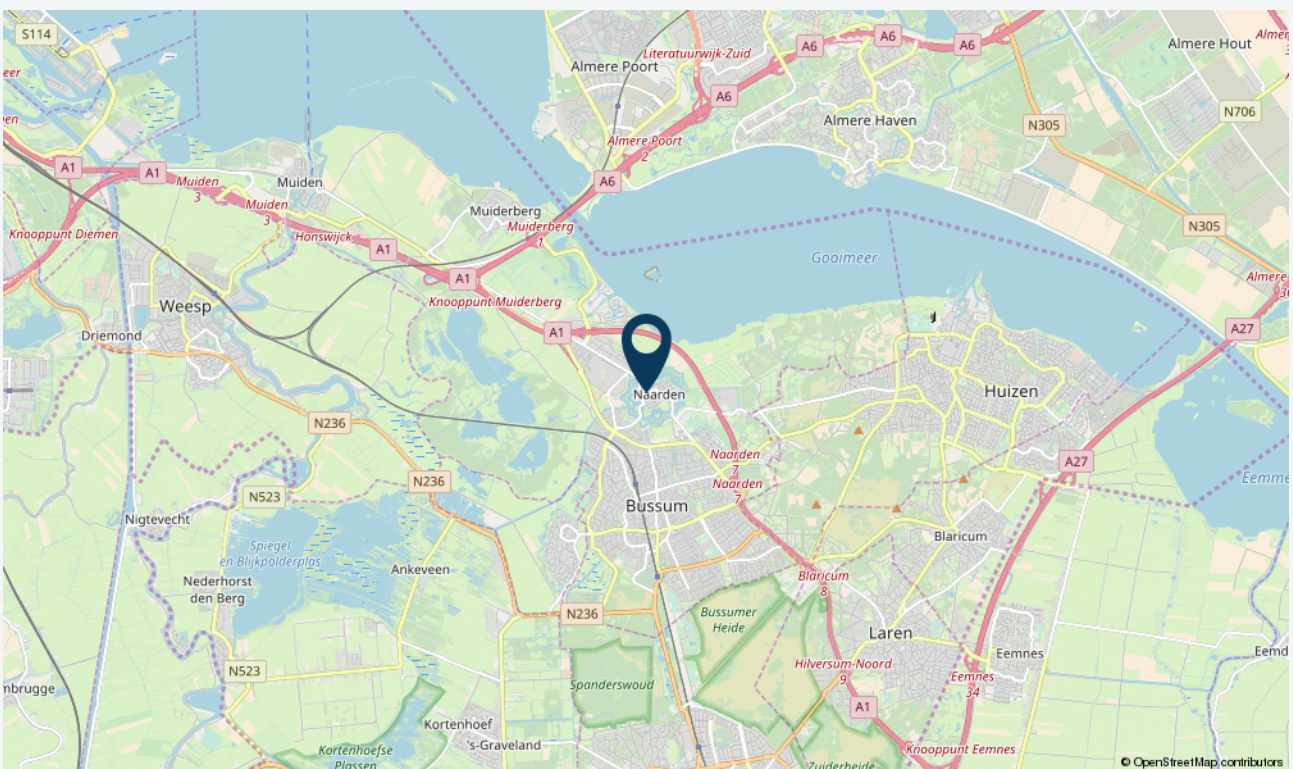 S114
Literatuurwijk-Zuid
A6
A6
A6
Almere Hout
Almere Poort
A6
N706
Almere Haven
N305
Almere Poort
2
A1
A1
Muiden
3
Muiden
A6
Muiden
3
Muiderberg
Muiderberg
1
N305
Knooppunt Diemen
Honswijck
A1
Gooimeer
A1
Knooppunt Muiderberg
Weesp
Driemond
A1
A27
Naarden
Huizen
N236
Naarden
7
A27
N236
Naarden
7
N523
Bussum
Nigtevecht
Blaricum
Spiegel
en Blijkpolderplas
Ankeveen
Nederhorst
den Berg
Blaricum
8
N236
Bussumer
Heide
Laren
Eemnes
N523
Spanderswoud
Hilversum-Noord
9
Eemnes
34
A1
Kortenhoef
's-Graveland
Kortenhoefse
Plassen
Knooppunt Eemnes
Zuiderheide
© OpenStreetMap contributors